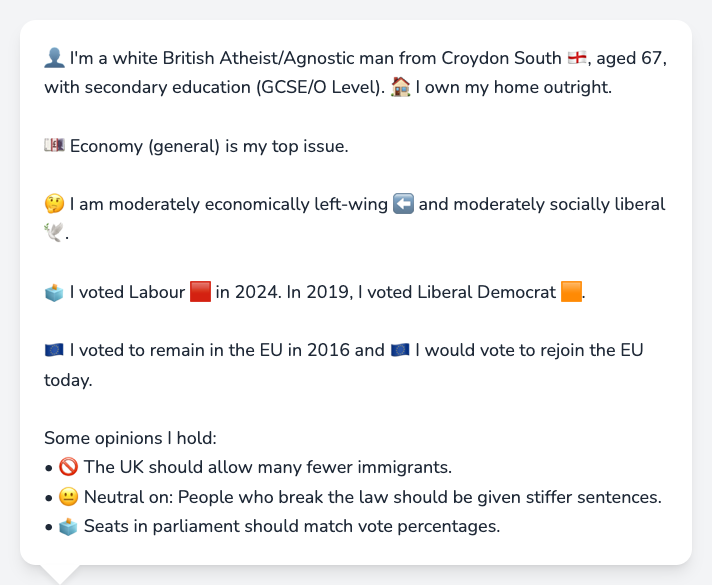 👤 I'm a white British Atheist/Agnostic man from Croydon South 🏴󠁧󠁢󠁥󠁮󠁧󠁿, aged 67,
with secondary education (GCSE/O Level). 🏠 I own my home outright.
💷 Economy (general) is my top issue.
🤔 I am moderately economically left-wing ⬅️ and moderately socially liberal
🕊️.
🗳️ I voted Labour 🟥 in 2024. In 2019, I voted Liberal Democrat 🟧.
🇪🇺 I voted to remain in the EU in 2016 and 🇪🇺 I would vote to rejoin the EU
today.
Some opinions I hold:
• 🚫 The UK should allow many fewer immigrants.
• 😐 Neutral on: People who break the law should be given stiffer sentences.
• 🗳️ Seats in parliament should match vote percentages.